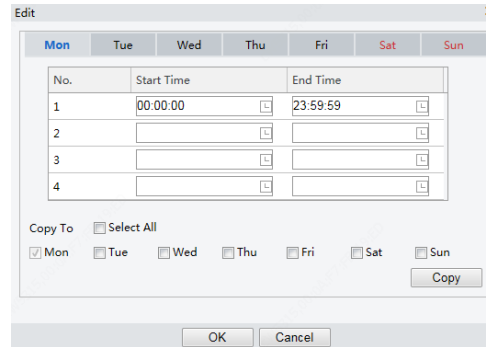 Edit
Mon Tue Wed Thu Fri Sat Sun
No. Start Time End Time
1 00:00:00 23:59:59
2
3
4
Copy To Select All
Mon Tue Wed Thu Fri Sat Sun
Copy
OK Cancel